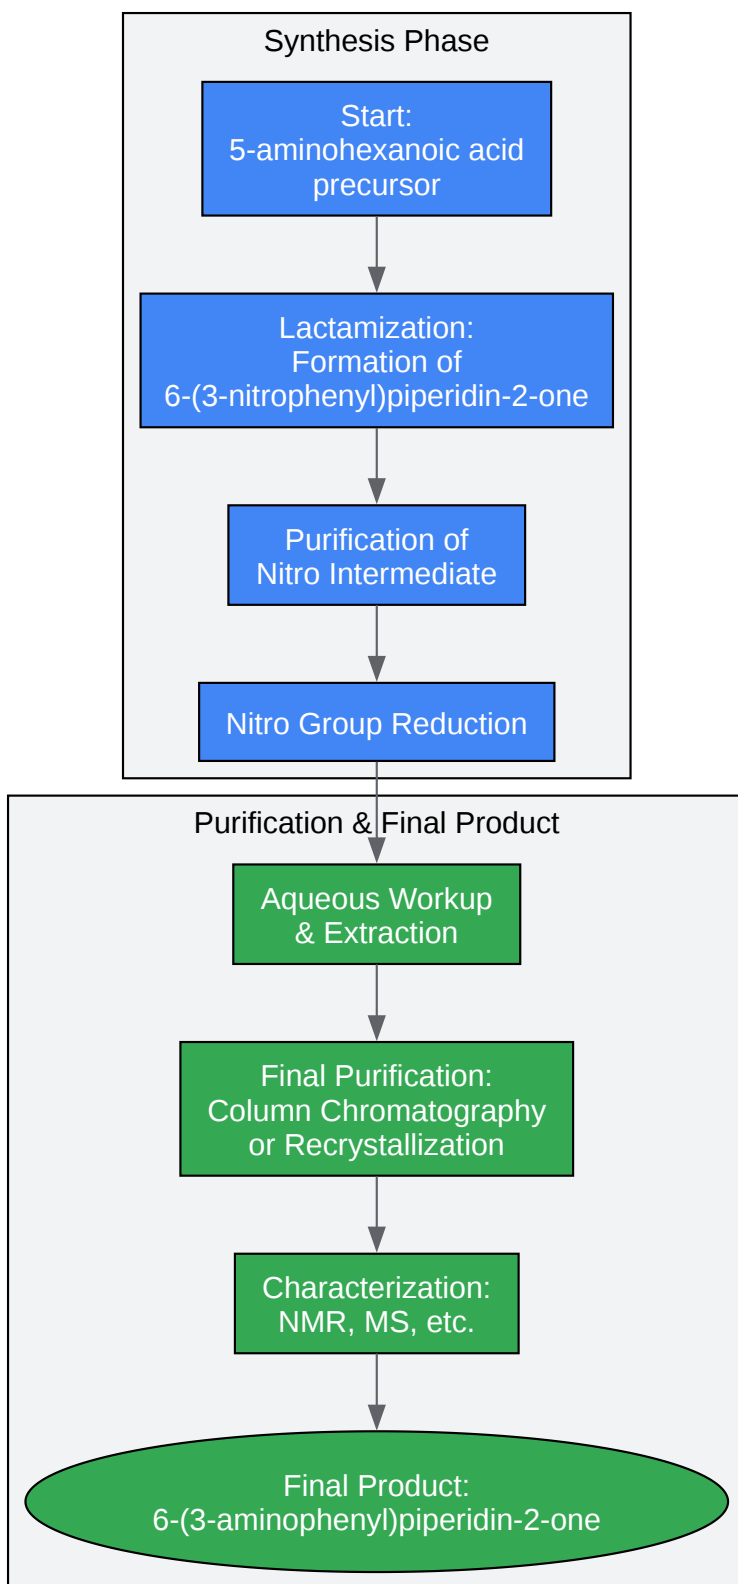 Synthesis Phase
Start:
5-aminohexanoic acid
precursor
Lactamization:
Formation of
6-(3-nitrophenyl)piperidin-2-one
Purification of
Nitro Intermediate
Nitro Group Reduction
Purification & Final Product
Aqueous Workup
& Extraction
Final Purification:
Column Chromatography
or Recrystallization
Characterization:
NMR, MS, etc.
Final Product:
6-(3-aminophenyl)piperidin-2-one